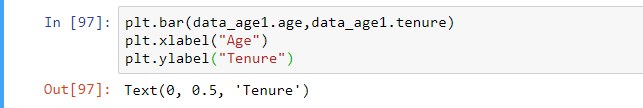 In [97]: plt.bar(data_age1.age,data_age1.tenure)
plt.xlabel("Age")
plt.ylabel("Tenure")
Out[97]: Text(0, 0.5, 'Tenure')